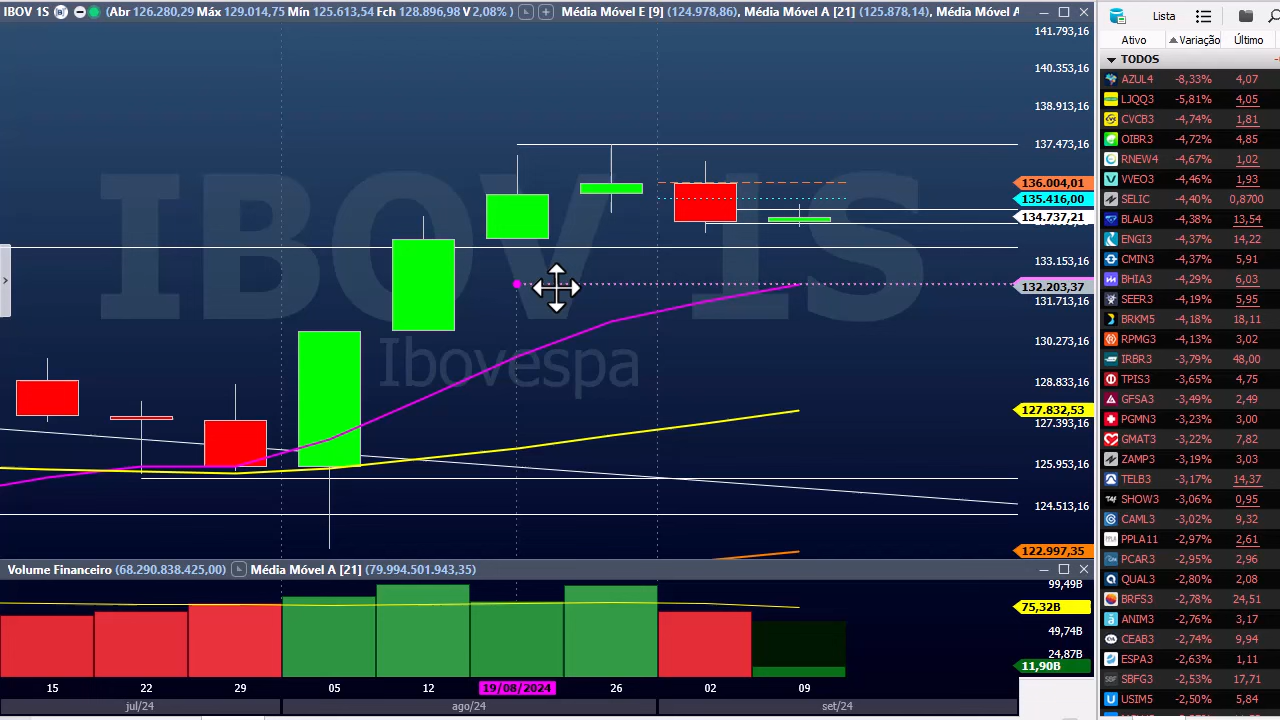 IBOV 1S (Abr 126.280,29 Máx 129.014,75 Mín 125.613,54 Fch 128.896,98 V 2,08% ) Média Móvel E [9] (124.978,86), Média Móvel A [21] (125.878,14), Média Móvel A
141.793,16
140.353,16
138.913,16
137.473,16
136.004,01
135.416,00
134.737,21
133.153,16
132.203,37
131.713,16
130.273,16
128.833,16
127.832,53
127.393,16
125.953,16
124.513,16
122.997,35
IBOV 1S
Ibovespa
Volume Financeiro (68.290.838.425,00) Média Móvel A [21] (79.994.501.943,35)
99,49B
75,32B
49,74B
24,87B
11,90B
15 22 29 05 12 19/08/2024 26 02 09
jul/24 ago/24 set/24
Lista
Ativo Variação Último
TODOS
AZUL4 -8,33% 4,07
LJQQ3 -5,81% 4,05
CVCB3 -4,74% 1,81
OIBR3 -4,72% 4,85
RNEW4 -4,67% 1,02
VVEO3 -4,46% 1,93
SELIC -4,40% 0,8700
BLAU3 -4,38% 13,54
ENGI3 -4,37% 14,22
CMIN3 -4,37% 5,91
BHIA3 -4,29% 6,03
SEER3 -4,19% 5,95
BRKM5 -4,18% 18,11
RPMG3 -4,13% 3,02
IRBR3 -3,79% 48,00
TPIS3 -3,65% 4,75
GFSA3 -3,49% 2,49
PGMN3 -3,23% 3,00
GMAT3 -3,22% 7,82
ZAMP3 -3,19% 3,03
TELB3 -3,17% 14,37
SHOW3 -3,06% 0,95
CAML3 -3,02% 9,32
PPLA11 -2,97% 2,61
PCAR3 -2,95% 2,96
QUAL3 -2,80% 2,08
BRFS3 -2,78% 24,51
ANIM3 -2,76% 3,17
CEAB3 -2,74% 9,94
ESPA3 -2,63% 1,11
SBFG3 -2,53% 17,71
USIM5 -2,50% 5,84